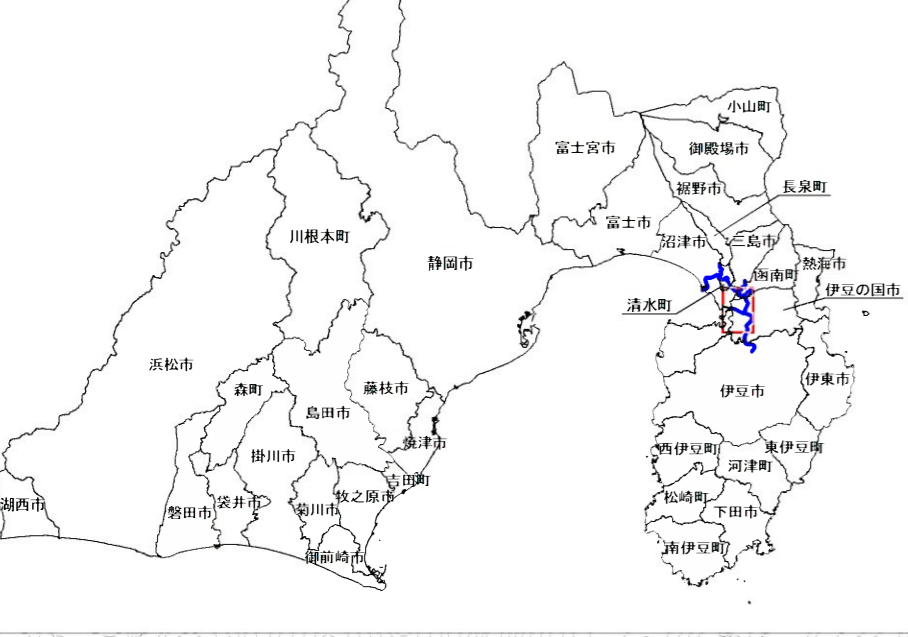 小山町
富士宮市
御殿場市
裾野市
長泉町
富士市
川根本町
沼津市
三島市
静岡市
熱海市
函南町
伊豆の国市
清水町
浜松市
伊東市
森町
藤枝市
伊豆市
島田市
焼津市
掛川市
西伊豆町
東伊豆町
河津町
吉田町
湖西市
袋井市
牧之原市
松崎町
磐田市
菊川市
下田市
御前崎市
南伊豆町